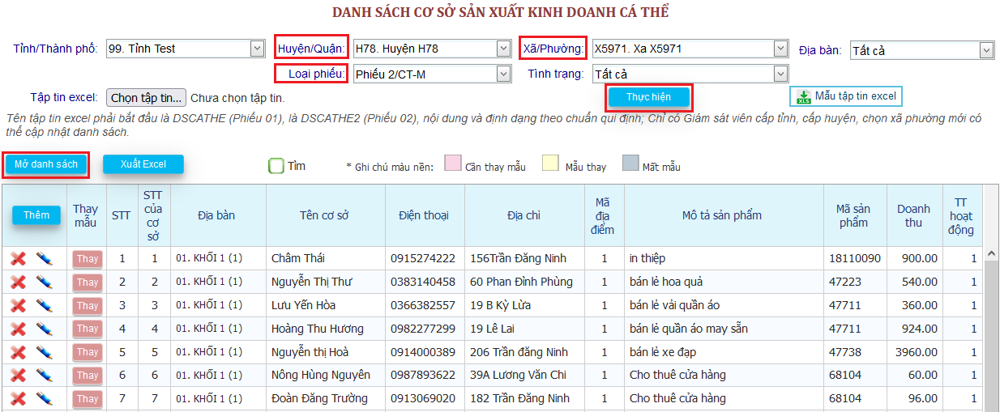 DANH SÁCH CƠ SỞ SẢN XUẤT KINH DOANH CÁ THỂ
Tỉnh/Thành phố: 99. Tỉnh Test Huyện/Quận: H78. Huyện H78 Xã/Phường: X5971. Xa X5971 Địa bàn: Tất cả
Loại phiếu: Phiếu 2/CT-M Tình trạng: Tất cả
Tập tin excel: Chọn tập tin... Chưa chọn tập tin. Thực hiện Mẫu tập tin excel
Tên tập tin excel phải bắt đầu là DSCATHE (Phiếu 01), là DSCATHE2 (Phiếu 02), nội dung và định dạng theo chuẩn qui định; Chỉ có Giám sát viên cấp tỉnh, cấp huyện, chọn xã phường mới có
thể cập nhật danh sách.
Mở danh sách Xuất Excel Tìm * Ghi chú màu nền: Cần thay mẫu Mẫu thay Mất mẫu
Thêm Thay mẫu STT STT của cơ sở Địa bàn Tên cơ sở Điện thoại Địa chỉ Mã địa điểm Mô tả sản phẩm Mã sản phẩm Doanh thu TT hoạt động
Thay 1 1 01. KHỐI 1 (1) Châm Thái 0915274222 156Trần Đăng Ninh 1 in thiệp 18110090 900.00 1
Thay 2 2 01. KHỐI 1 (1) Nguyễn Thị Thư 0383140458 60 Phan Đình Phùng 1 bán lẻ hoa quả 47223 540.00 1
Thay 3 3 01. KHỐI 1 (1) Lưu Yến Hòa 0366382557 19 B Kỳ Lừa 1 bán lẻ vải quần áo 47711 360.00 1
Thay 4 4 01. KHỐI 1 (1) Hoàng Thu Hương 0982277299 19 Lê Lai 1 bán lẻ quần áo may sẵn 47711 924.00 1
Thay 5 5 01. KHỐI 1 (1) Nguyễn thị Hoà 0914000389 206 Trần đăng Ninh 1 bán lẻ xe đạp 47738 3960.00 1
Thay 6 6 01. KHỐI 1 (1) Nông Hùng Nguyên 0987893622 39A Lương Văn Chi 1 Cho thuê cửa hàng 68104 60.00 1
Thay 7 7 01. KHỐI 1 (1) Đoàn Đăng Trường 0913069020 182 Trần Đăng Ninh 1 Cho thuê cửa hàng 68104 96.00 1